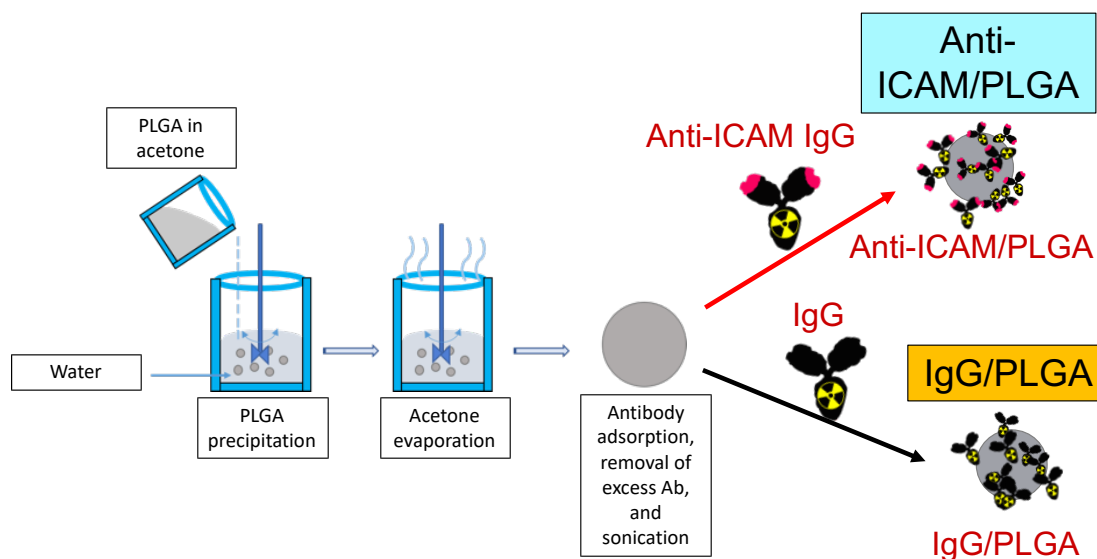 PLGA in
acetone
Water
PLGA
precipitation
Acetone
evaporation
Antibody
adsorption,
removal of
excess Ab,
and
sonication
Anti-ICAM IgG
Anti-
ICAM/PLGA
Anti-ICAM/PLGA
IgG
IgG/PLGA
IgG/PLGA